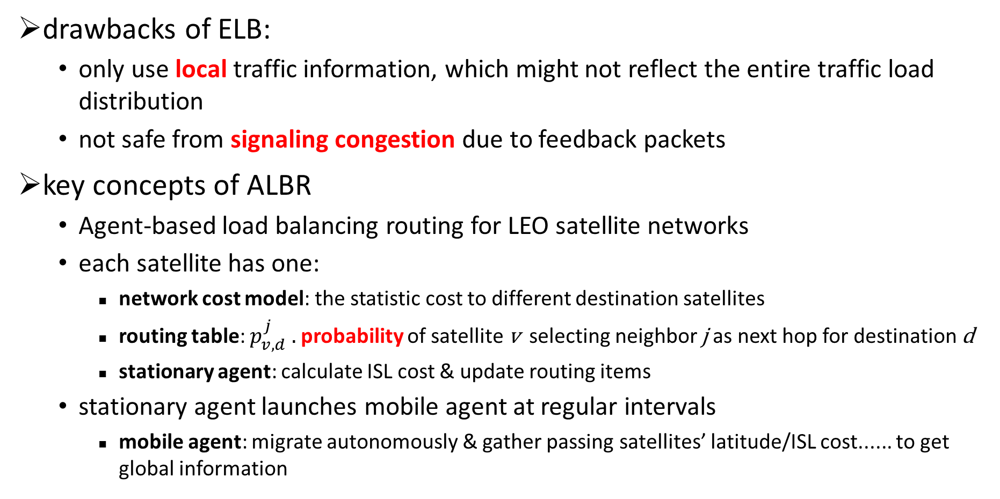 ➢drawbacks of ELB:
• only use local traffic information, which might not reflect the entire traffic load
distribution
• not safe from signaling congestion due to feedback packets
➢key concepts of ALBR
• Agent-based load balancing routing for LEO satellite networks
• each satellite has one:
▪ network cost model: the statistic cost to different destination satellites
▪ routing table: $p_{v,d}^{j}$ . probability of satellite v selecting neighbor j as next hop for destination d
▪ stationary agent: calculate ISL cost & update routing items
• stationary agent launches mobile agent at regular intervals
▪ mobile agent: migrate autonomously & gather passing satellites’ latitude/ISL cost...... to get
global information